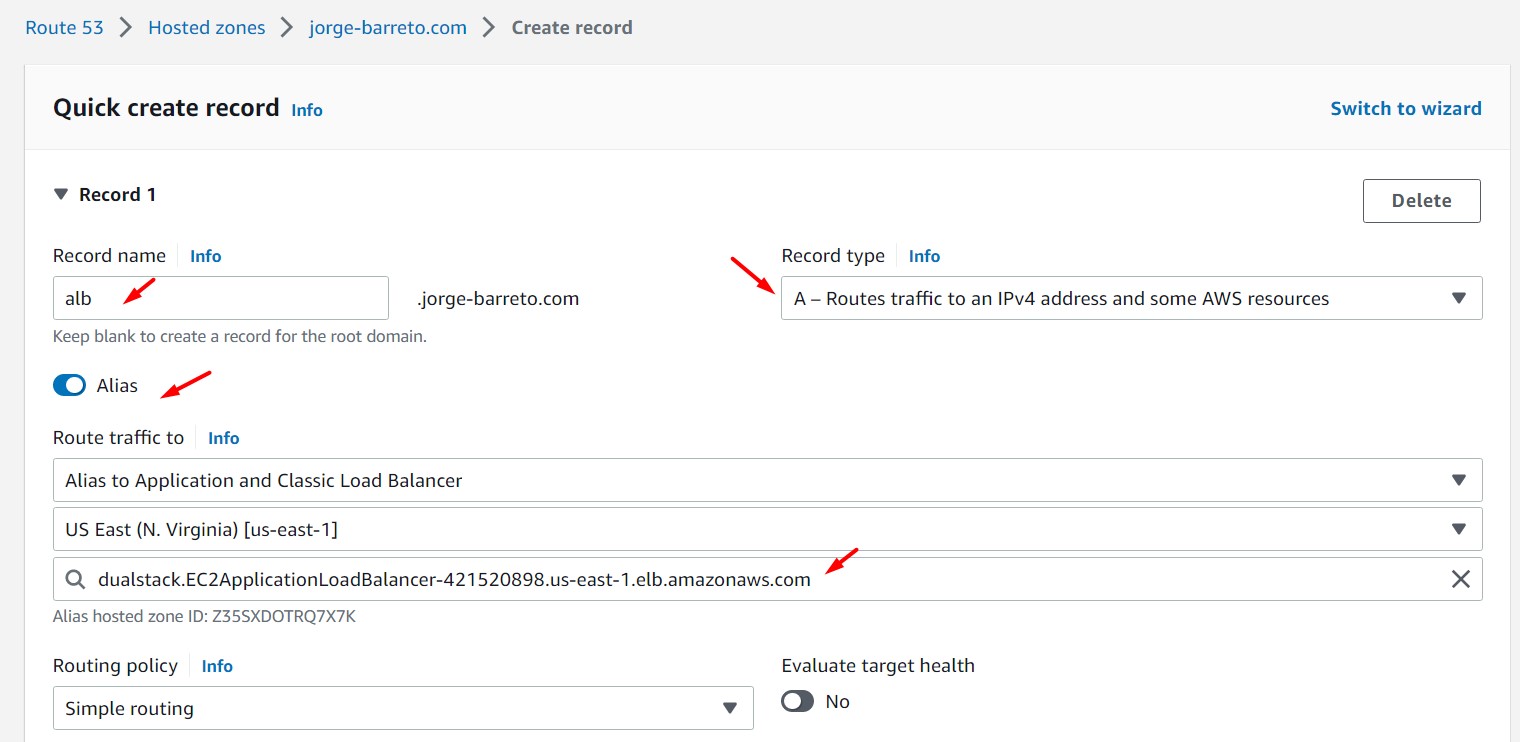 Route 53 > Hosted zones > jorge-barreto.com > Create record
Quick create record Info
Switch to wizard
Record 1
Delete
Record name Info
alb
.jorge-barreto.com
Keep blank to create a record for the root domain.
Record type Info
A – Routes traffic to an IPv4 address and some AWS resources
Alias
Route traffic to Info
Alias to Application and Classic Load Balancer
US East (N. Virginia) [us-east-1]
dualstack.EC2ApplicationLoadBalancer-421520898.us-east-1.elb.amazonaws.com
Alias hosted zone ID: Z35SXDOTRQ7X7K
Routing policy Info
Simple routing
Evaluate target health
No